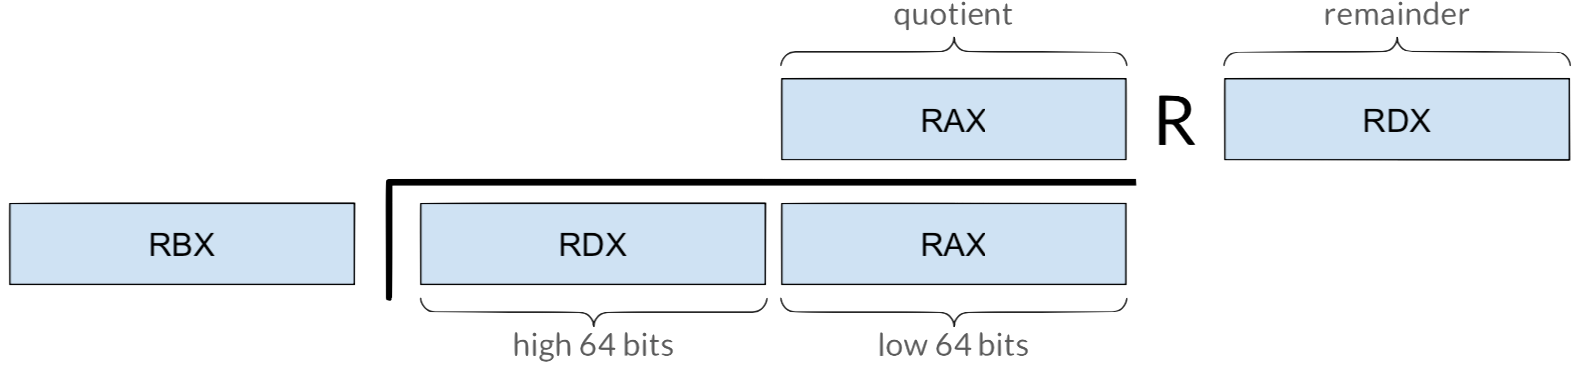 quotient
remainder
RAX
R
RDX
RBX
RDX
RAX
high 64 bits
low 64 bits